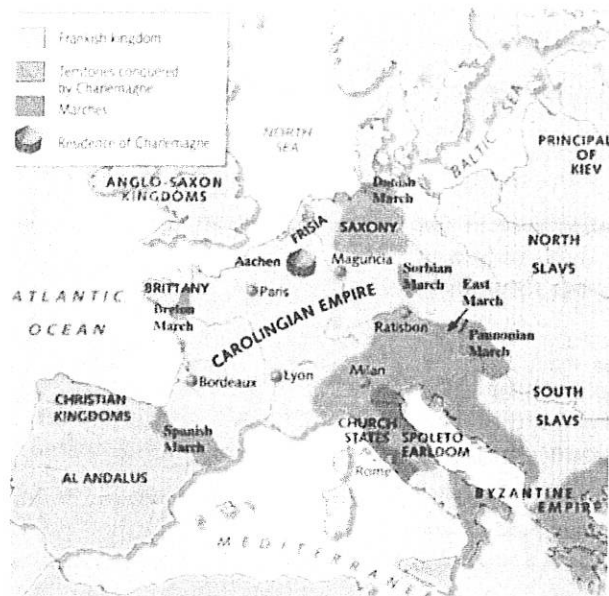 Frankish kingdom
Territories conquered
by Charlemagne
Marches
Residence of Charlemagne
NORTH
SEA
BALTIC SEA
PRINCIPAL
OF
KIEV
ANGLO-SAXON
KINGDOMS
Danish
March
FRISIA
SAXONY
NORTH
SLAVS
Aachen
Maguncia
Sorbian
March
East
March
BRITTANY
Paris
ATLANTIC
OCEAN
March
CAROLINGIAN EMPIRE
Ratisbon
Pannonian
March
Milan
Bordeaux
Lyon
CHRISTIAN
KINGDOMS
SOUTH
SLAVS
Spanish
March
CHURCH
STATES
SPOLETO
EARLDOM
AL ANDALUS
Rome
BYZANTINE
EMPIRE
MEDITERRANEA